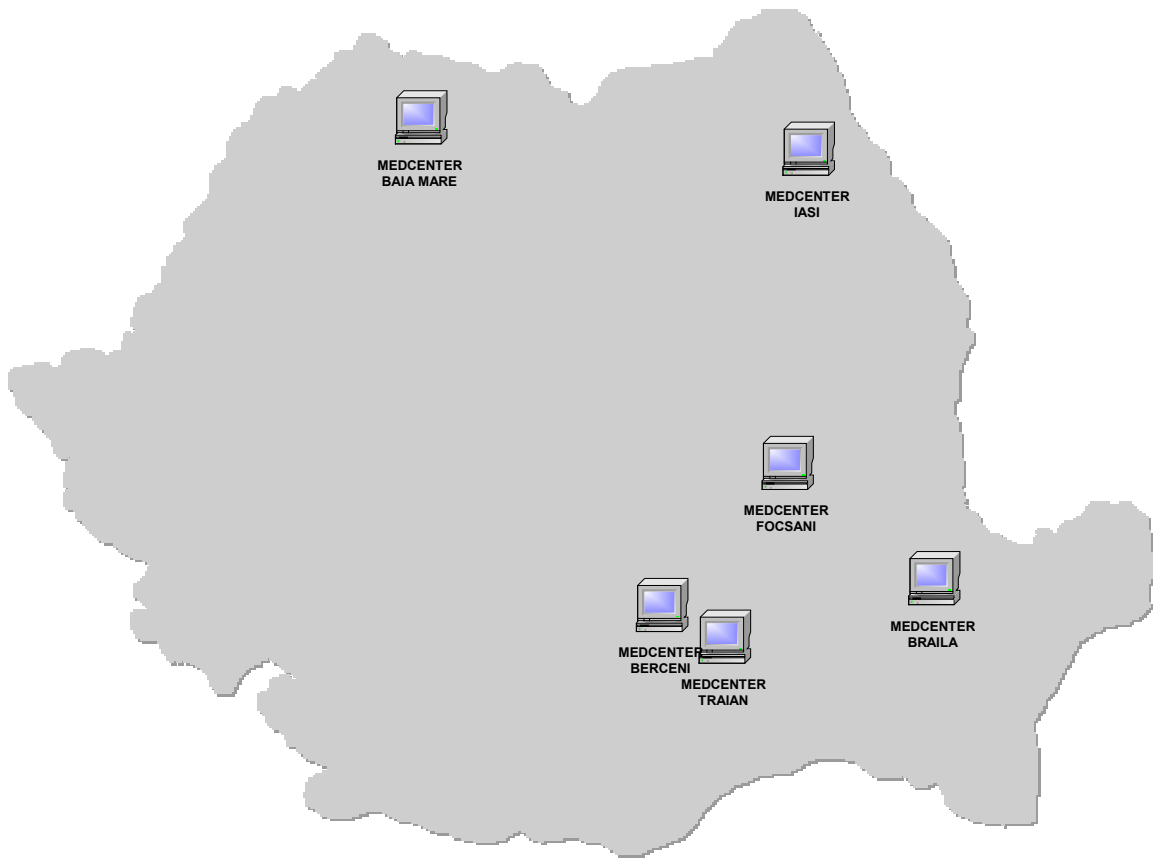 MEDCENTER
BAIA MARE
MEDCENTER
IASI
MEDCENTER
FOCSANI
MEDCENTER
BRAILA
MEDCENTER
BERCENI
MEDCENTER
TRAIAN